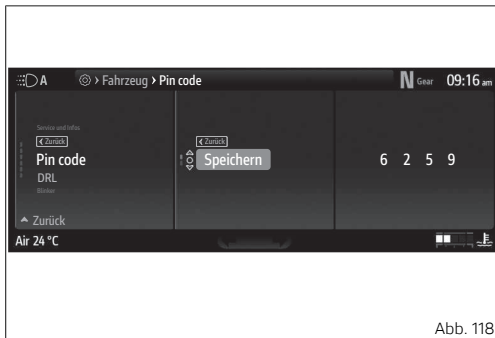 A > Fahrzeug > Pin code N Gear 09:16 am
Service und Infos
Zurück
Pin code
DRL
Blinker
Zurück
Zurück
Speichern
6 2 5 9
Air 24 °C
Abb. 118